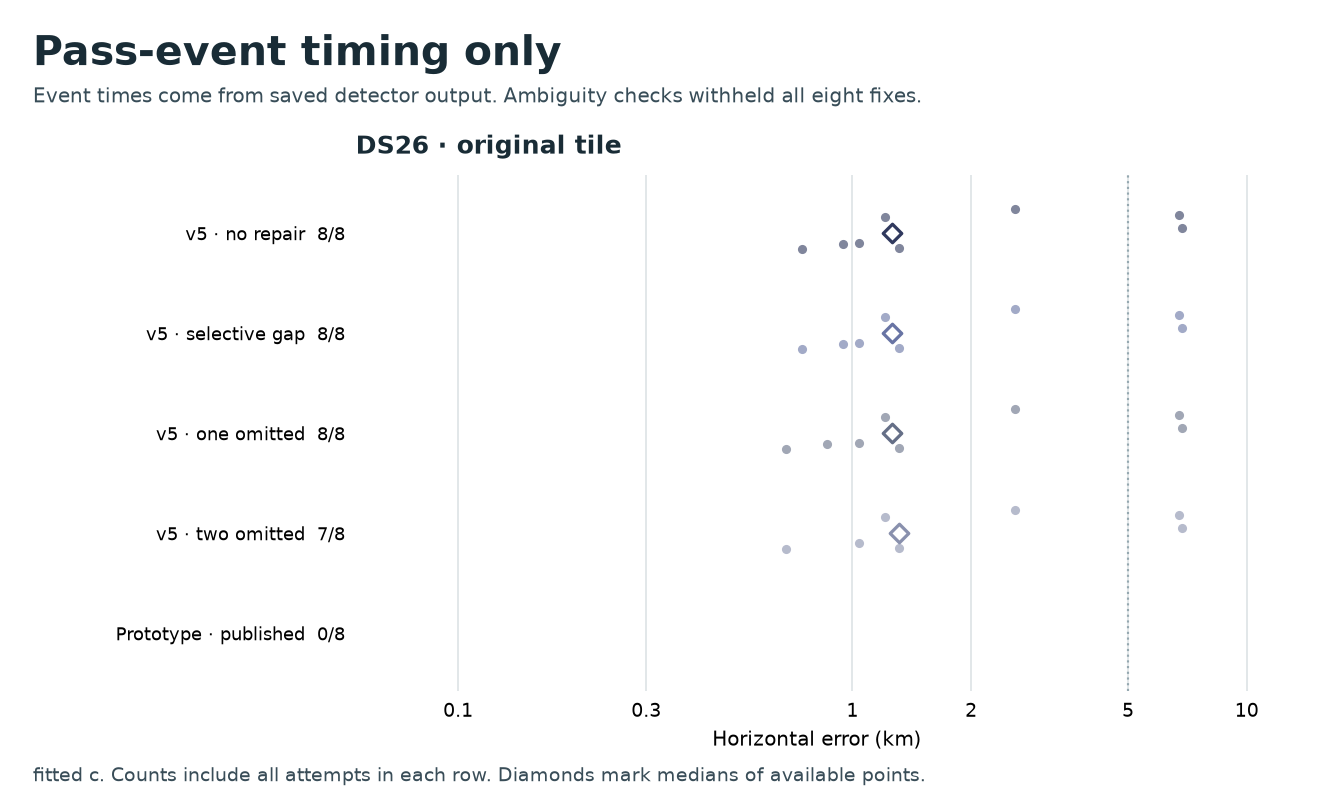 Pass-event timing only
Event times come from saved detector output. Ambiguity checks withheld all eight fixes.
DS26 · original tile
v5 · no repair 8/8
v5 · selective gap 8/8
v5 · one omitted 8/8
v5 · two omitted 7/8
Prototype · published 0/8
0.1 0.3 1 2 5 10
Horizontal error (km)
fitted c. Counts include all attempts in each row. Diamonds mark medians of available points.